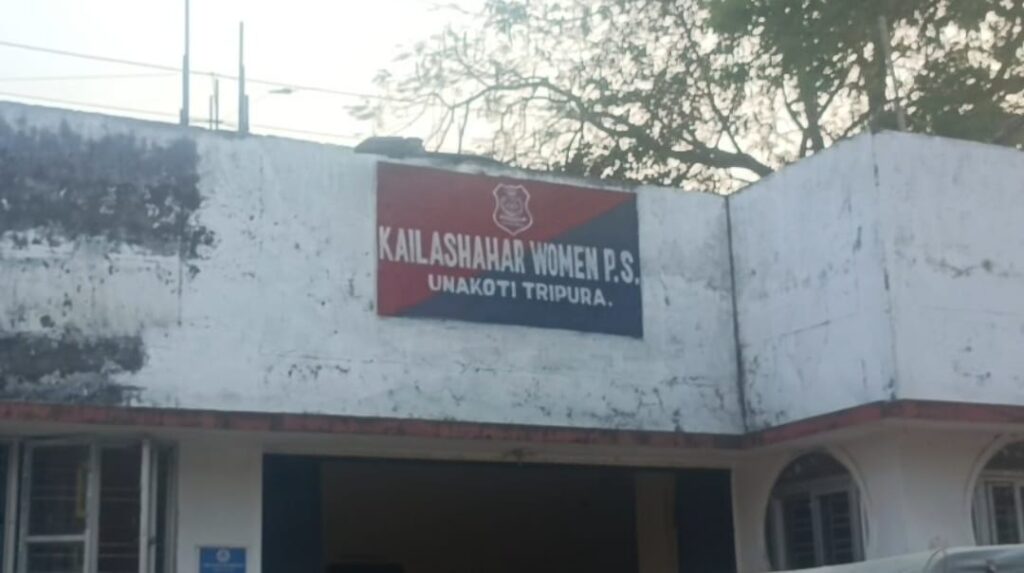 KAILASHAHAR WOMEN P.S.
UNAKOTI TRIPURA.